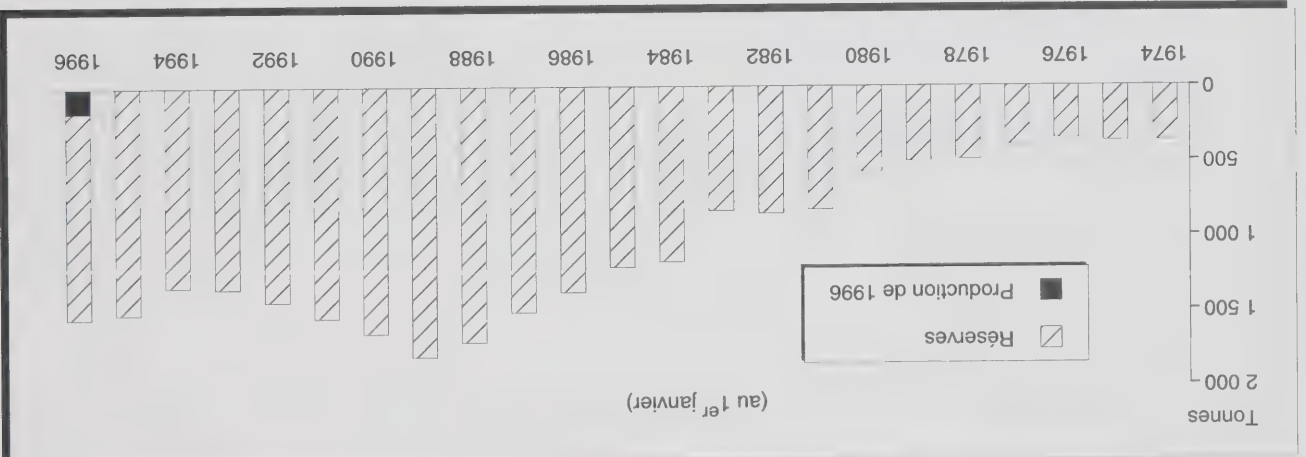 Tonnes
(au 1er janvier)
2 000
Réserves
1 500
Production de 1996
1 000
500
0
1974 1976 1978 1980 1982 1984 1986 1988 1990 1992 1994 1996